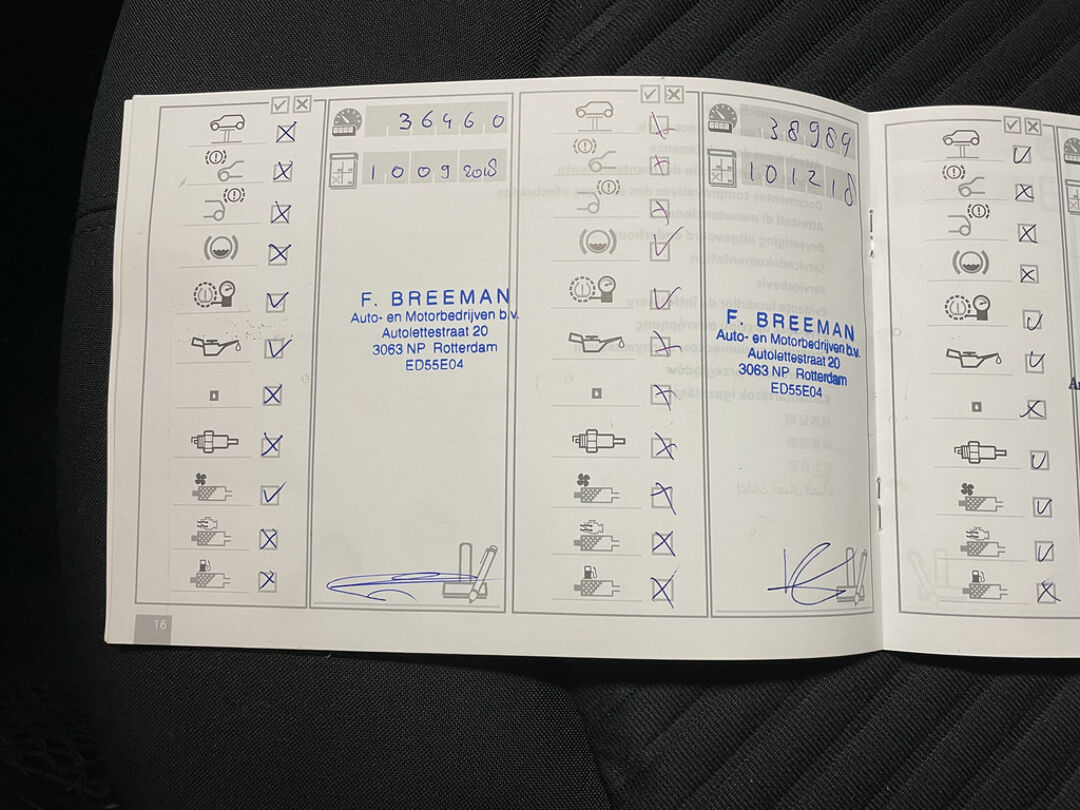 36460
10092018
F. BREEMAN
Auto- en Motorbedrijven b.v.
Autolettestraat 20
3063 NP Rotterdam
ED55E04
16
38989
101218
F. BREEMAN
Auto- en Motorbedrijven b.v.
Autolettestraat 20
3063 NP Rotterdam
ED55E04